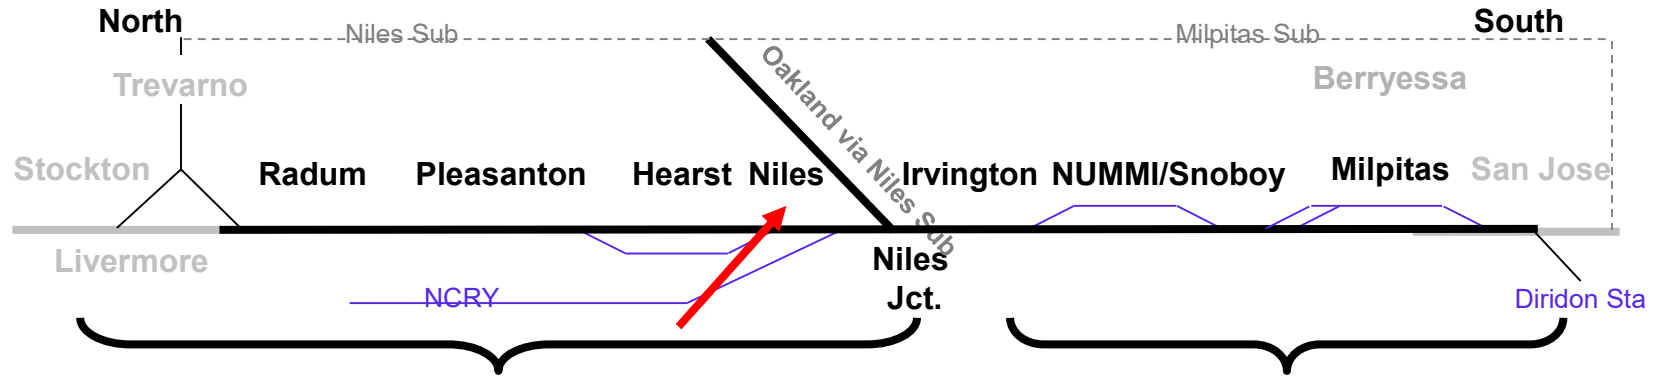 North
South
Niles Sub
Milpitas Sub
Trevarno
Oakland via Niles Sub
Berryessa
Stockton
Radum
Pleasanton
Hearst
Niles
Irvington
NUMMI/Snoboy
Milpitas
San Jose
Livermore
Niles
Jct.
NCRY
Diridon Sta